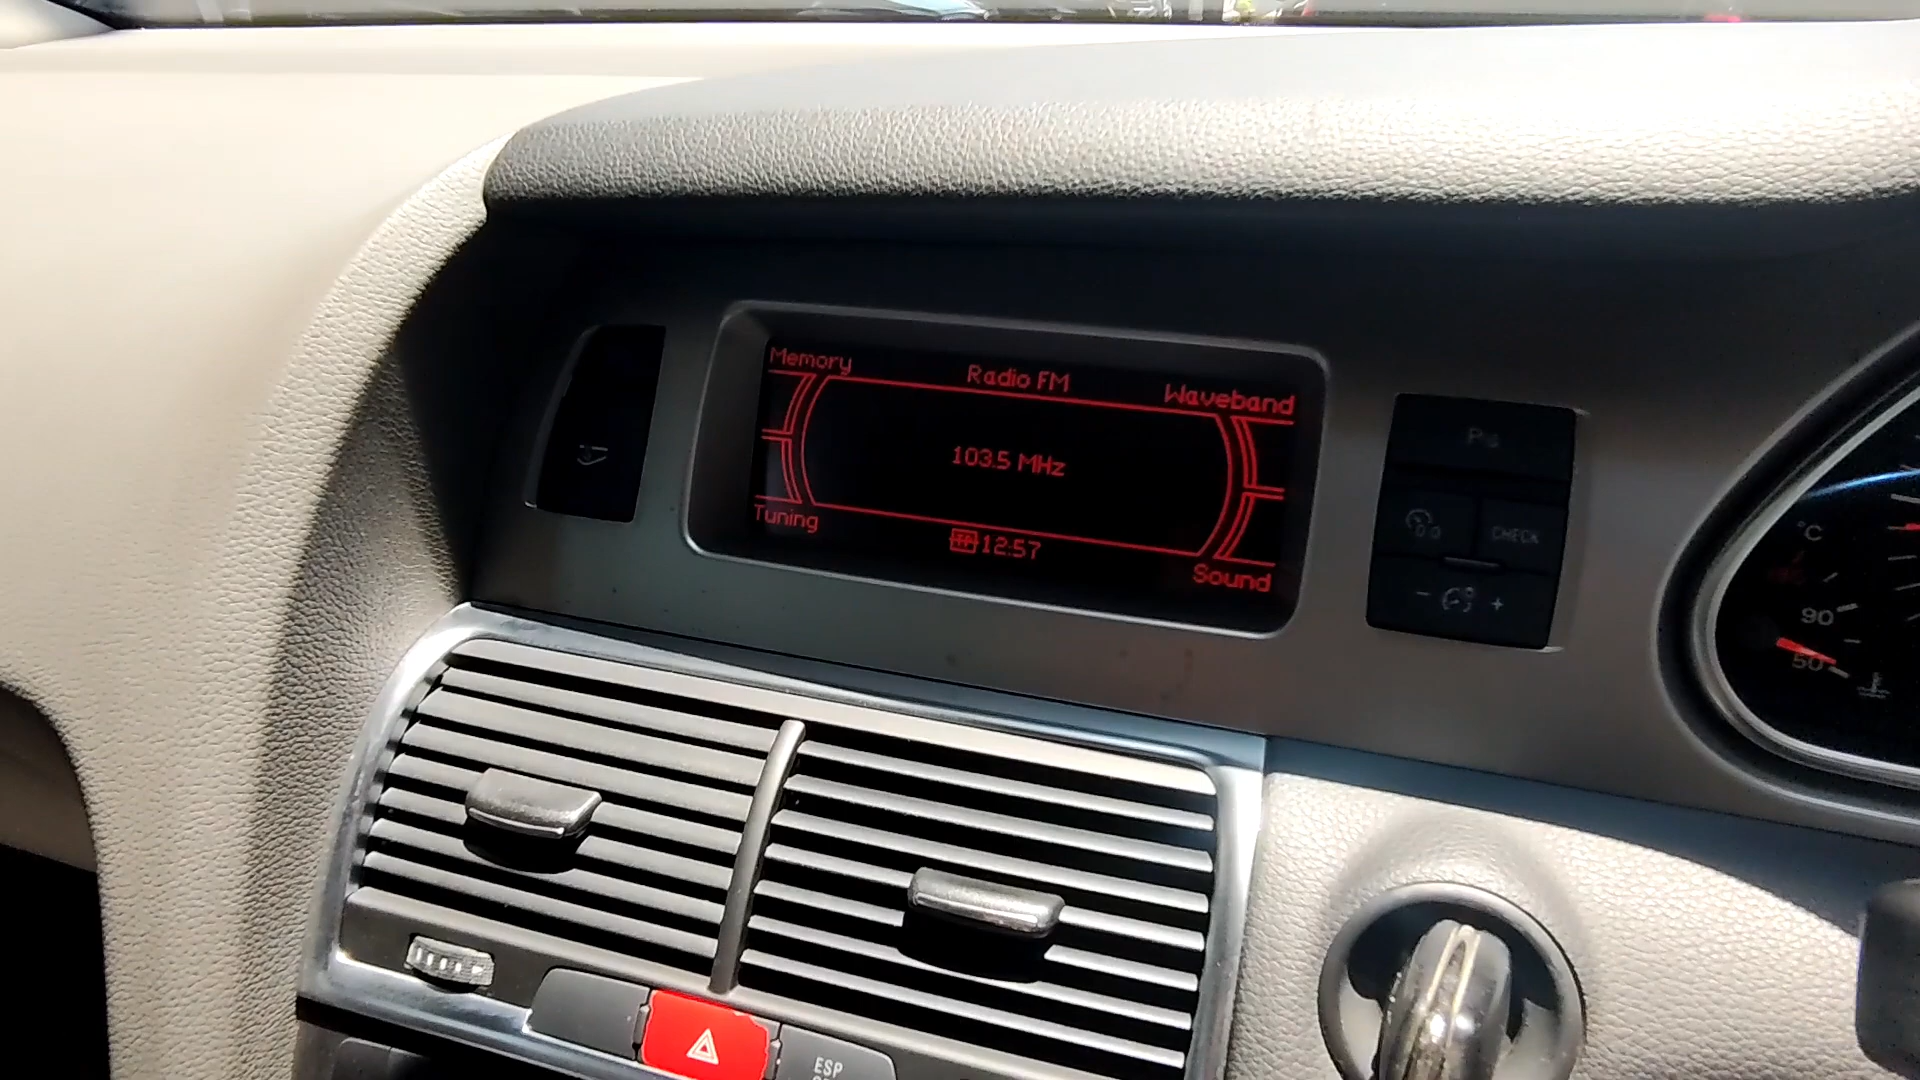 Memory
Radio FM
Waveband
103.5 MHz
Tuning
12:57
Sound
CHECK
- +
°C
90
50
ESP